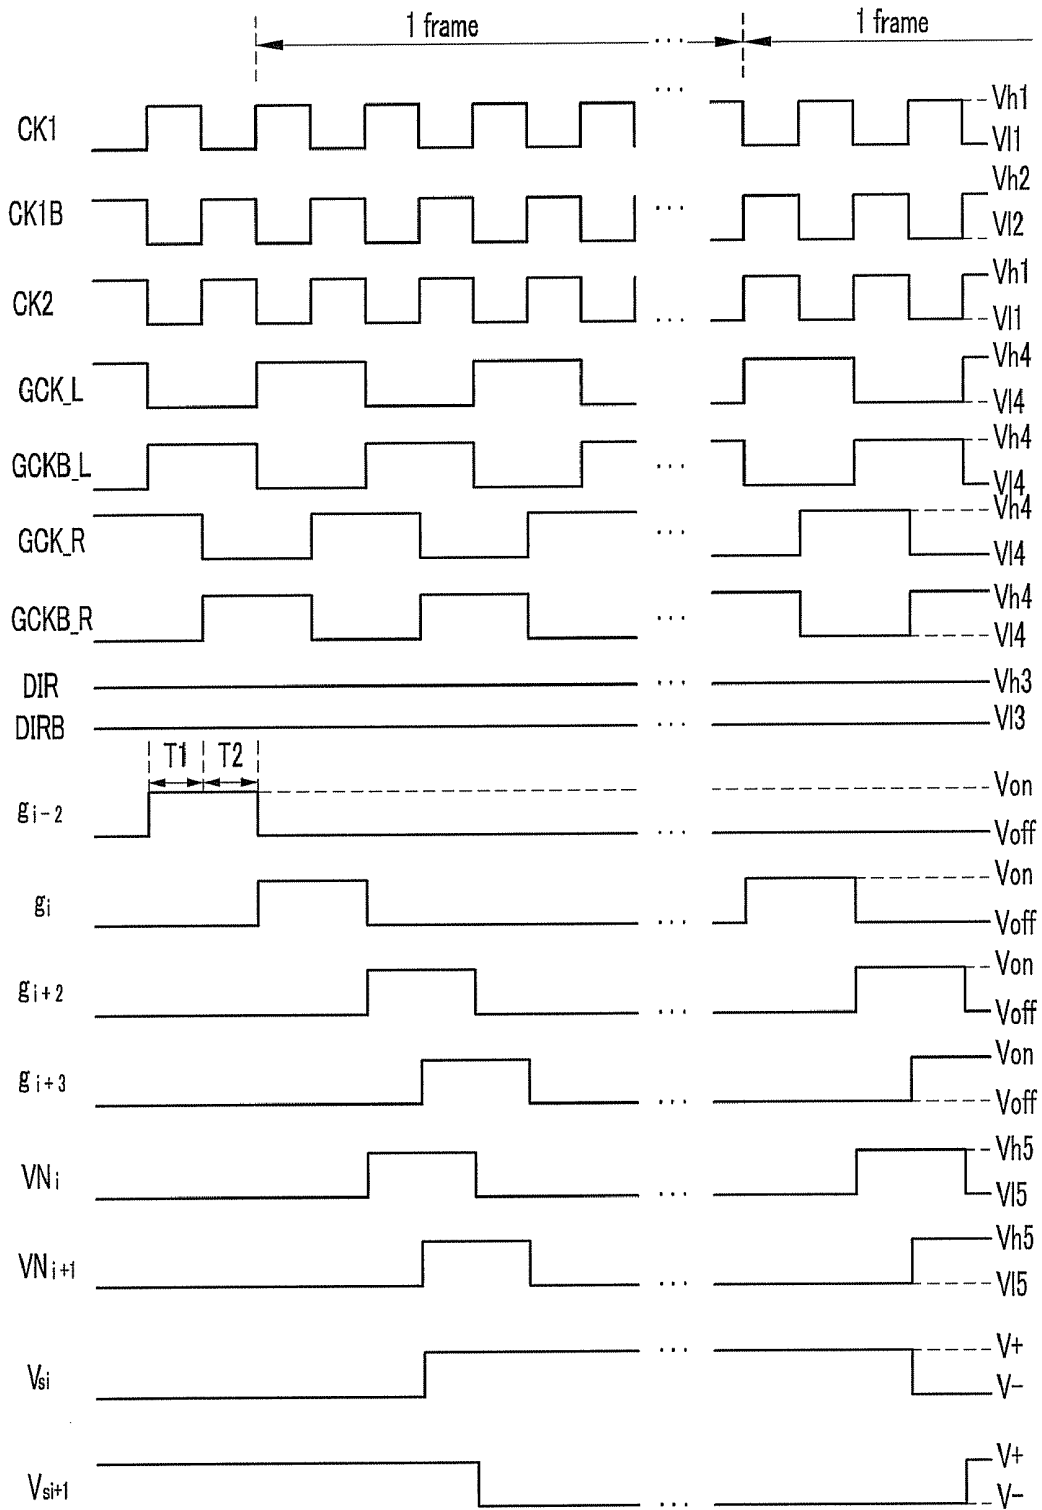 1 frame
1 frame
...
CK1
...
Vh1
Vl1
CK1B
...
Vh2
Vl2
CK2
...
Vh1
Vl1
GCK_L
Vh4
Vl4
GCKB_L
...
Vh4
Vl4
GCK_R
...
Vh4
Vl4
GCKB_R
...
Vh4
Vl4
DIR
...
Vh3
DIRB
...
Vl3
T1 T2
gi-2
...
Von
Voff
gi
...
Von
Voff
gi+2
...
Von
Voff
gi+3
...
Von
Voff
VNi
...
Vh5
Vl5
VNi+1
...
Vh5
Vl5
Vsi
...
V+
V-
Vsi+1
V+
V-